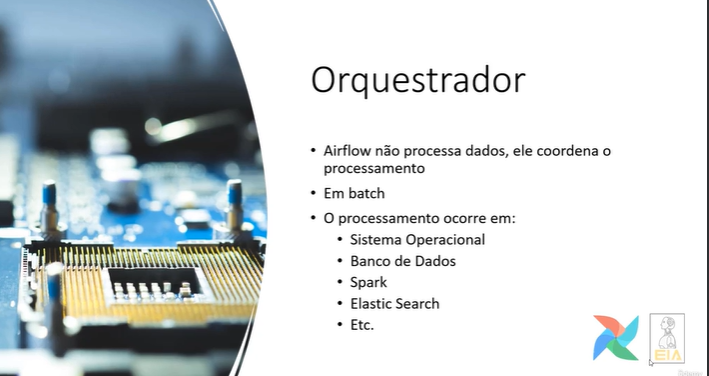 Orquestrador
• Airflow não processa dados, ele coordena o
processamento
• Em batch
• O processamento ocorre em:
• Sistema Operacional
• Banco de Dados
• Spark
• Elastic Search
• Etc.
EIA